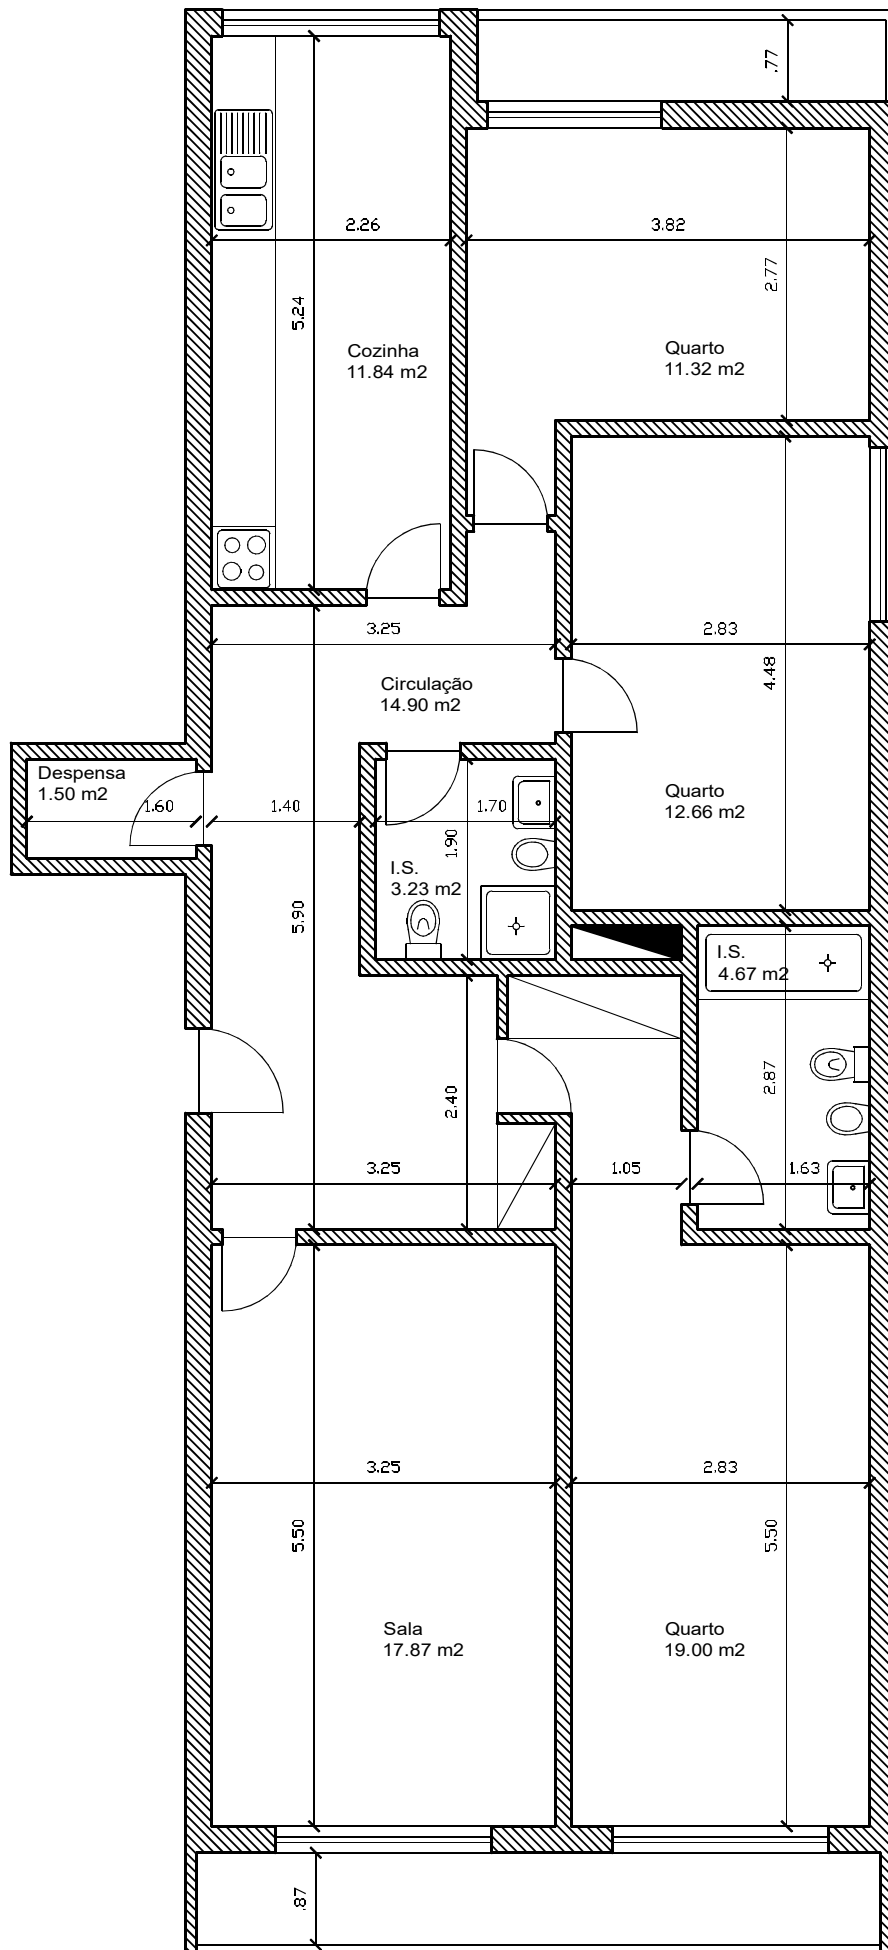 .77
2.26
3.82
2.77
5.24
Cozinha
11.84 m2
Quarto
11.32 m2
3.25
2.83
4.48
Circulação
14.90 m2
Despensa
1.50 m2
1.60
1.40
1.70
Quarto
12.66 m2
1.90
I.S.
3.23 m2
5.90
I.S.
4.67 m2
2.87
2.40
3.25
1.05
1.63
3.25
2.83
5.50
5.50
Sala
17.87 m2
Quarto
19.00 m2
.87